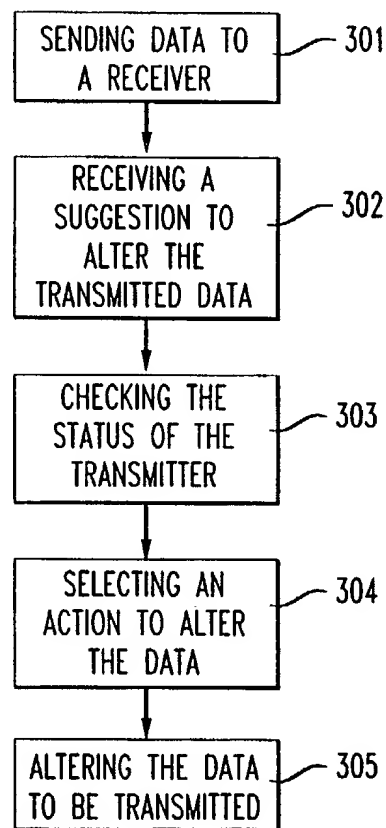 SENDING DATA TO
A RECEIVER
301
RECEIVING A
SUGGESTION TO
ALTER THE
TRANSMITTED DATA
302
CHECKING THE
STATUS OF THE
TRANSMITTER
303
SELECTING AN
ACTION TO ALTER
THE DATA
304
ALTERING THE DATA
TO BE TRANSMITTED
305